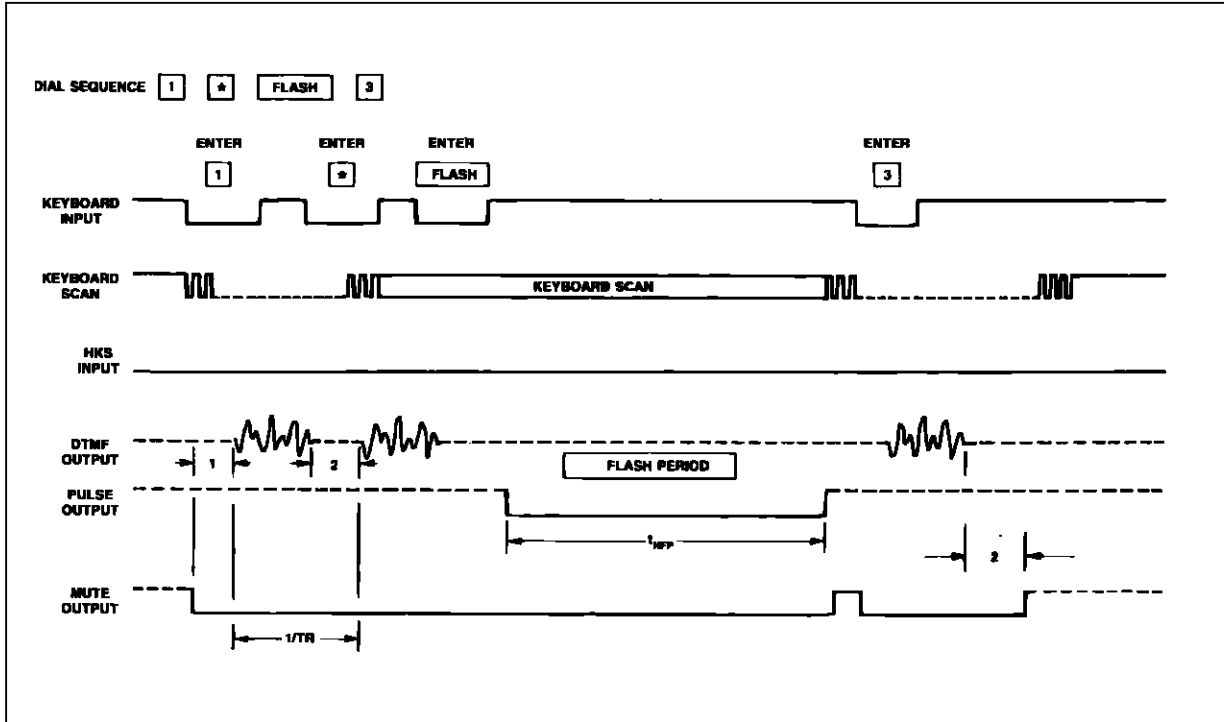 DIAL SEQUENCE 1 * FLASH 3
ENTER ENTER ENTER ENTER
1 * FLASH 3
KEYBOARD
INPUT
KEYBOARD
SCAN
KEYBOARD SCAN
HKS
INPUT
DTMF
OUTPUT
1 2
FLASH PERIOD
PULSE
OUTPUT
tHFP
2
MUTE
OUTPUT
1/TR